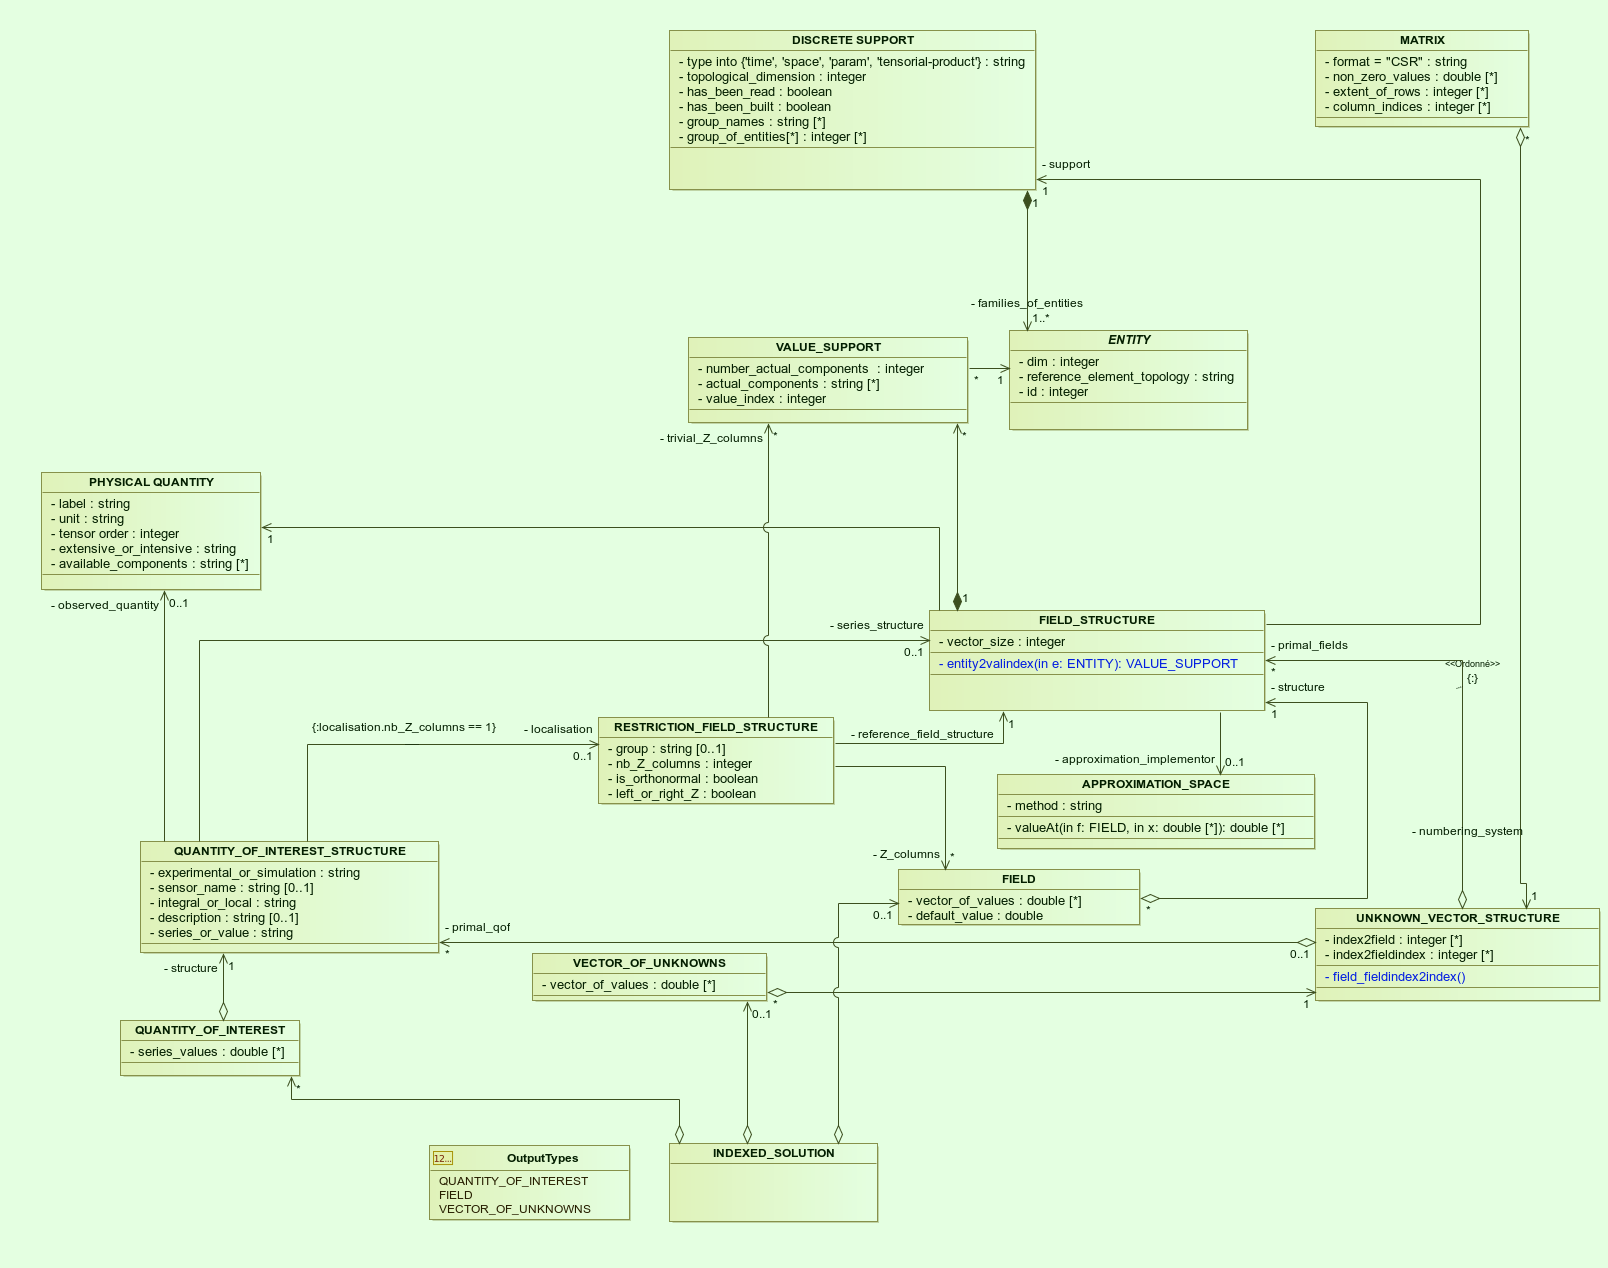 DISCRETE SUPPORT
- type into {'time', 'space', 'param', 'tensorial-product'} : string
- topological_dimension : integer
- has_been_read : boolean
- has_been_built : boolean
- group_names : string [*]
- group_of_entities[*] : integer [*]
MATRIX
- format = "CSR" : string
- non_zero_values : double [*]
- extent_of_rows : integer [*]
- column_indices : integer [*]
*
- support
1
1
- families_of_entities
1..*
VALUE_SUPPORT
- number_actual_components : integer
- actual_components : string [*]
- value_index : integer
*
1
ENTITY
- dim : integer
- reference_element_topology : string
- id : integer
- trivial_Z_columns
*
*
PHYSICAL QUANTITY
- label : string
- unit : string
- tensor order : integer
- extensive_or_intensive : string
- available_components : string [*]
1
- observed_quantity
0..1
1
- series_structure
0..1
FIELD_STRUCTURE
- vector_size : integer
- entity2valindex(in e: ENTITY): VALUE_SUPPORT
- primal_fields
*
<<Ordonné>>
{:}
- structure
1
{:localisation.nb_Z_columns == 1}
- localisation
0..1
RESTRICTION_FIELD_STRUCTURE
- group : string [0..1]
- nb_Z_columns : integer
- is_orthonormal : boolean
- left_or_right_Z : boolean
- reference_field_structure
1
- approximation_implementor
0..1
APPROXIMATION_SPACE
- method : string
- valueAt(in f: FIELD, in x: double [*]): double [*]
- numbering_system
- Z_columns
*
QUANTITY_OF_INTEREST_STRUCTURE
- experimental_or_simulation : string
- sensor_name : string [0..1]
- integral_or_local : string
- description : string [0..1]
- series_or_value : string
FIELD
- vector_of_values : double [*]
- default_value : double
0..1
*
1
UNKNOWN_VECTOR_STRUCTURE
- index2field : integer [*]
- index2fieldindex : integer [*]
- field_fieldindex2index()
- primal_qof
*
0..1
- structure
1
VECTOR_OF_UNKNOWNS
- vector_of_values : double [*]
*
1
0..1
QUANTITY_OF_INTEREST
- series_values : double [*]
*
12...
OutputTypes
QUANTITY_OF_INTEREST
FIELD
VECTOR_OF_UNKNOWNS
INDEXED_SOLUTION